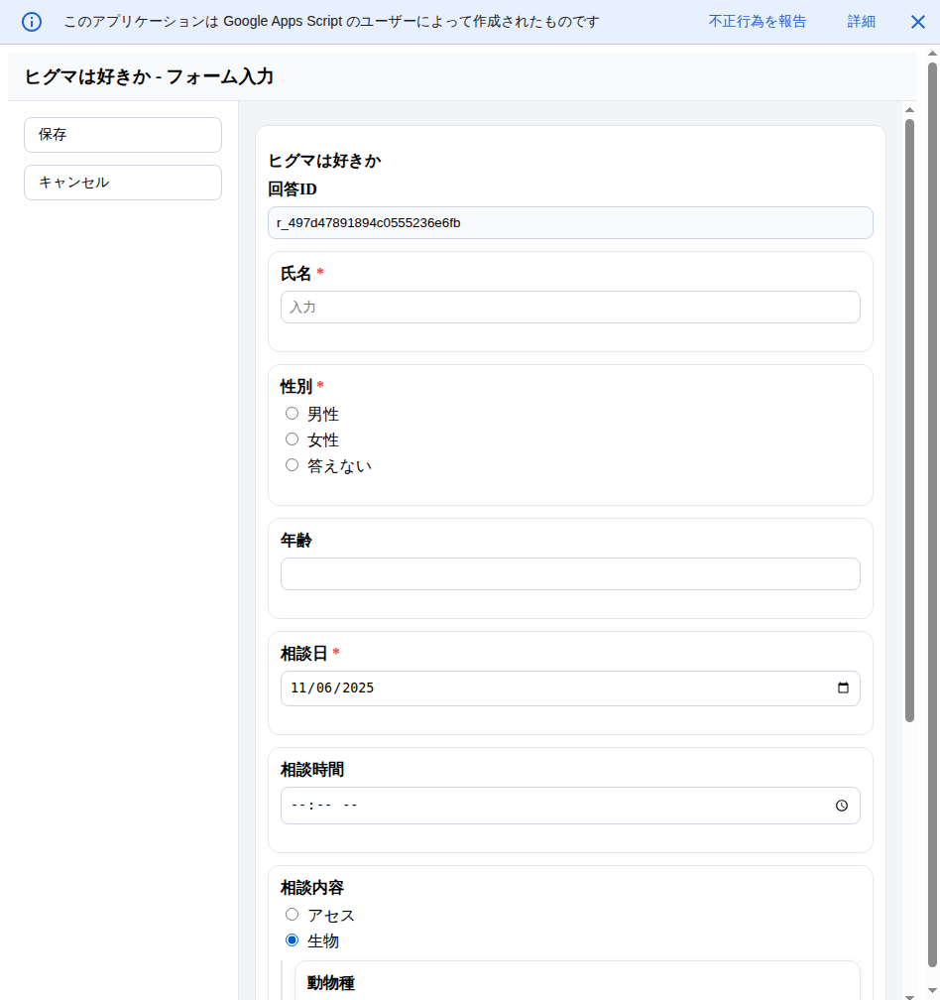 このアプリケーションは Google Apps Script のユーザーによって作成されたものです 不正行為を報告 詳細
ヒグマは好きか - フォーム入力
保存
キャンセル
ヒグマは好きか
回答ID
r_497d47891894c0555236e6fb
氏名 *
入力
性別 *
男性
女性
答えない
年齢
相談日 *
11/06/2025
相談時間
--:-- --
相談内容
アセス
生物
動物種